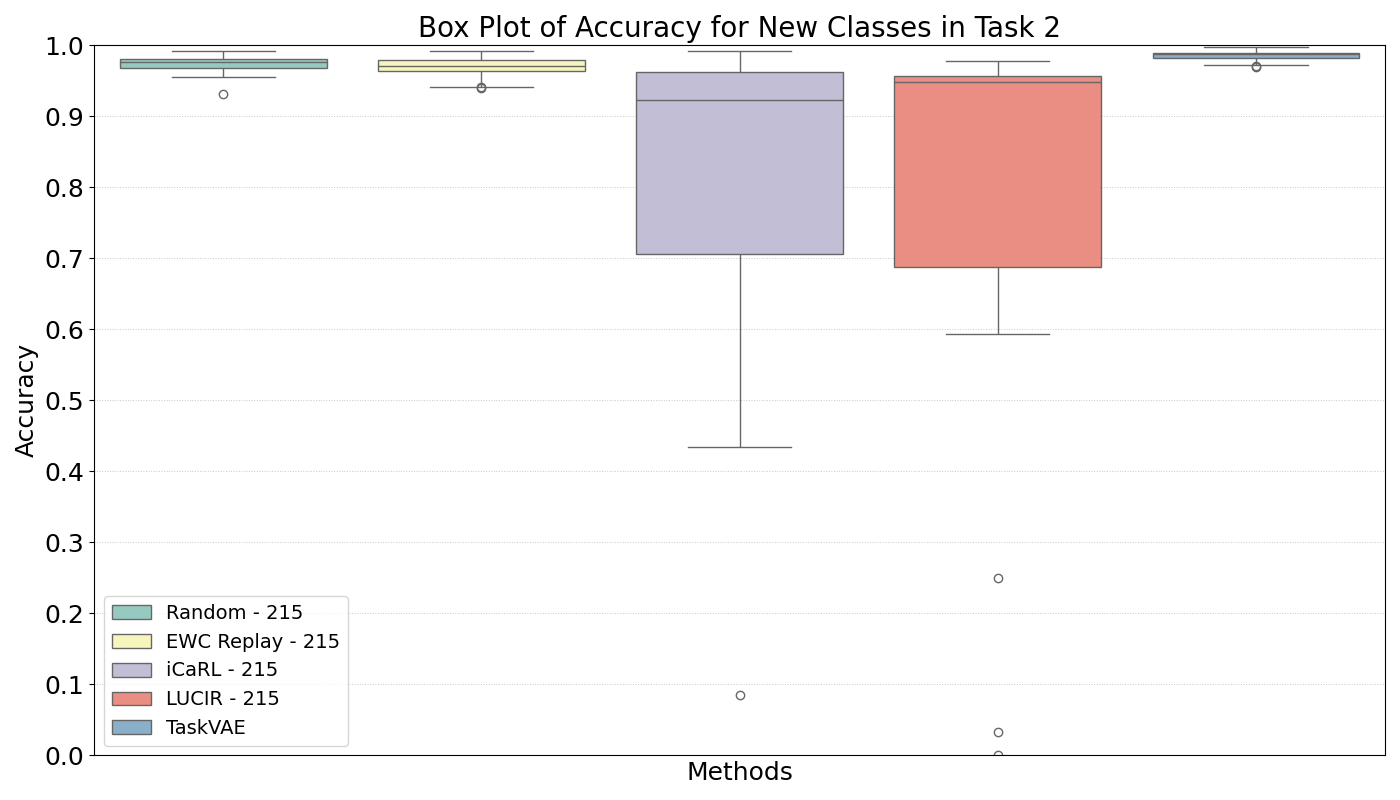 Box Plot of Accuracy for New Classes in Task 2
1.0
0.9
0.8
0.7
0.6
0.5
0.4
0.3
0.2
0.1
0.0
Accuracy
Random - 215
EWC Replay - 215
iCaRL - 215
LUCIR - 215
TaskVAE
Methods